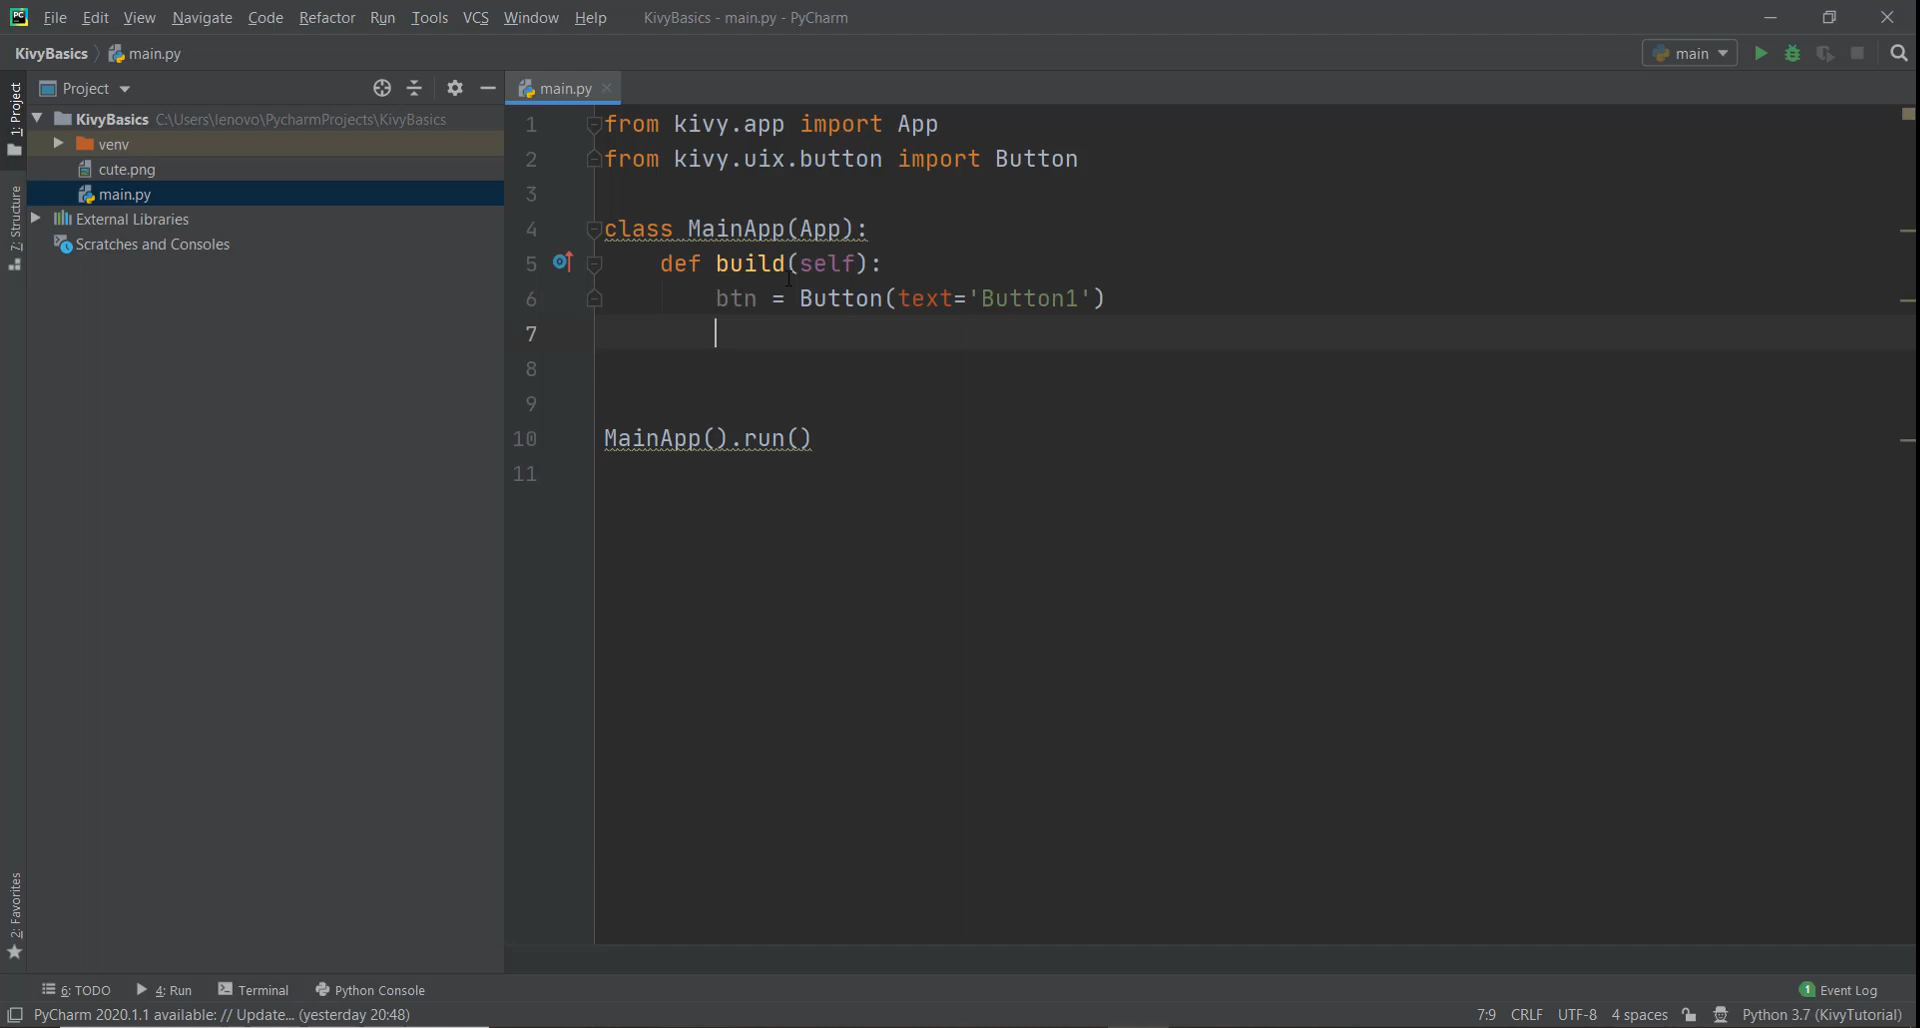 PC File Edit View Navigate Code Refactor Run Tools VCS Window Help KivyBasics - main.py - PyCharm
KivyBasics main.py main
1: Project
Project main.py
KivyBasics C:\Users\lenovo\PycharmProjects\KivyBasics
venv
cute.png
main.py
External Libraries
Scratches and Consoles
7: Structure
2: Favorites
1 from kivy.app import App
2 from kivy.uix.button import Button
3
4 class MainApp(App):
5 def build(self):
6 btn = Button(text='Button1')
7
8
9
10 MainApp().run()
11
6: TODO 4: Run Terminal Python Console 1 Event Log
PyCharm 2020.1.1 available: // Update... (yesterday 20:48) 7:9 CRLF UTF-8 4 spaces Python 3.7 (KivyTutorial)